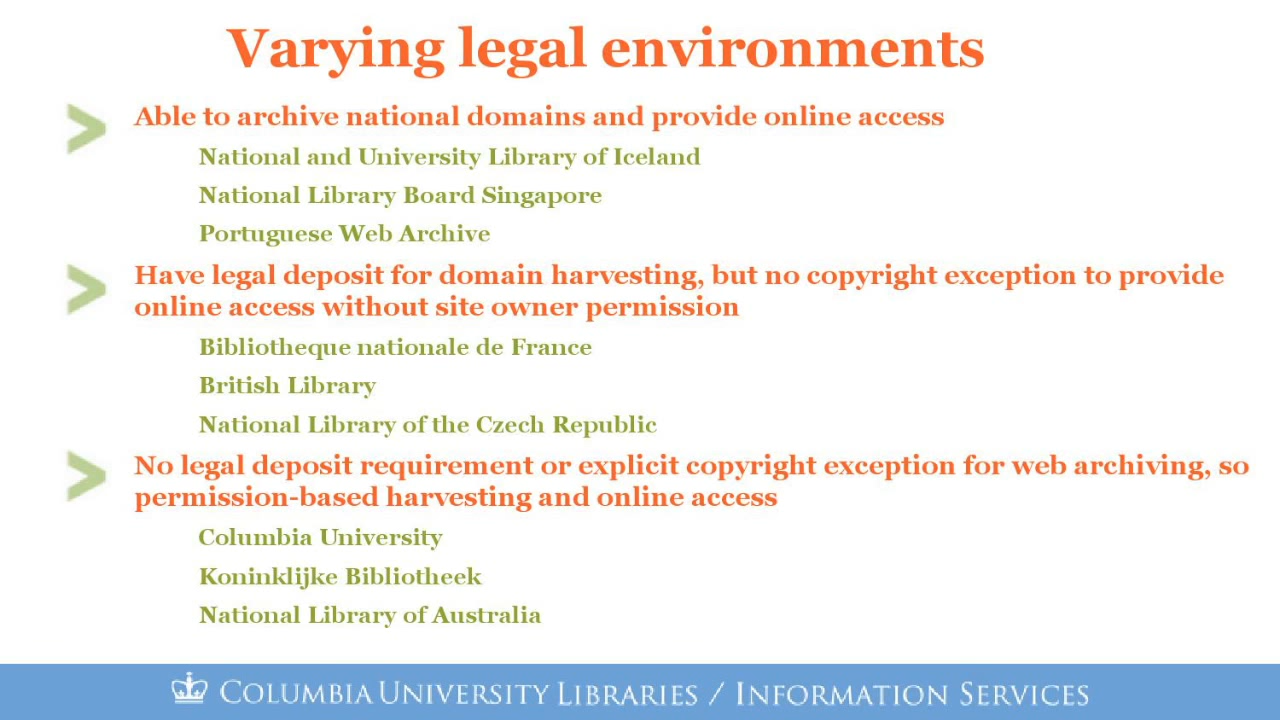 Varying legal environments
Able to archive national domains and provide online access
National and University Library of Iceland
National Library Board Singapore
Portuguese Web Archive
Have legal deposit for domain harvesting, but no copyright exception to provide
online access without site owner permission
Bibliotheque nationale de France
British Library
National Library of the Czech Republic
No legal deposit requirement or explicit copyright exception for web archiving, so
permission-based harvesting and online access
Columbia University
Koninklijke Bibliotheek
National Library of Australia
COLUMBIA UNIVERSITY LIBRARIES / INFORMATION SERVICES